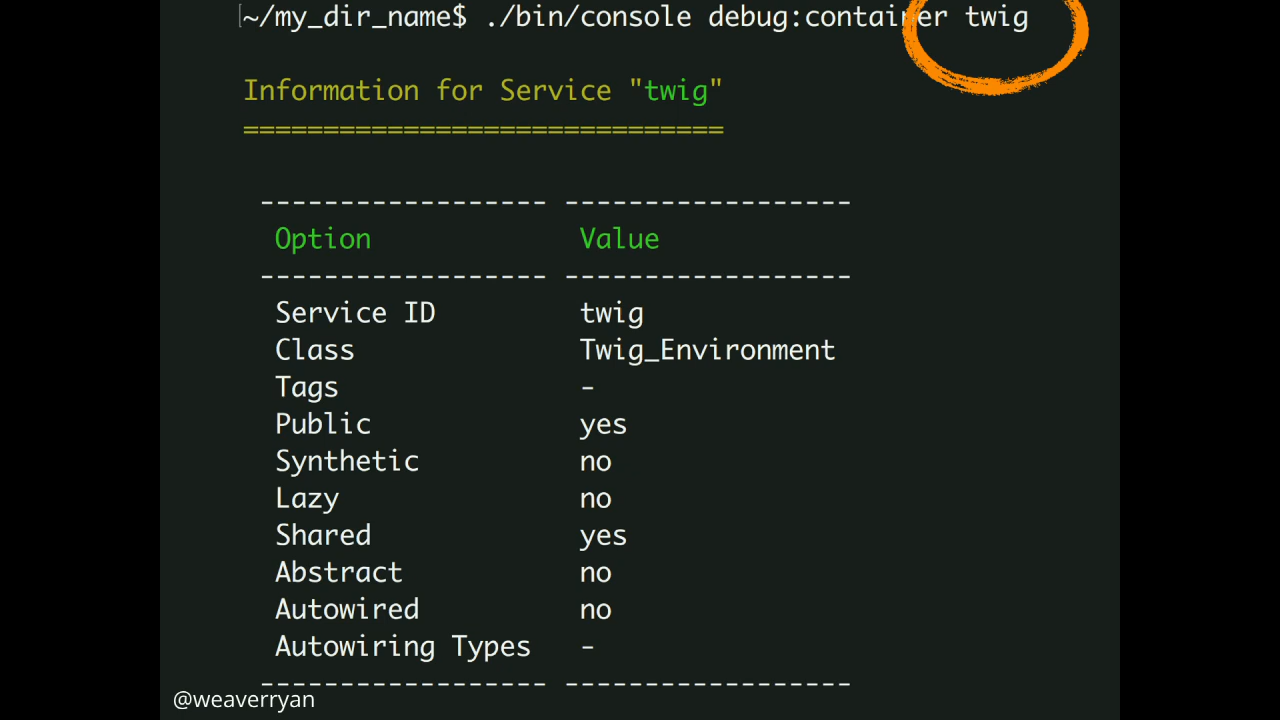 ~/my_dir_name$ ./bin/console debug:container twig
Information for Service "twig"
==============================
------------------ ------------------
Option Value
------------------ ------------------
Service ID twig
Class Twig_Environment
Tags -
Public yes
Synthetic no
Lazy no
Shared yes
Abstract no
Autowired no
Autowiring Types -
------------------ ------------------
@weaverryan